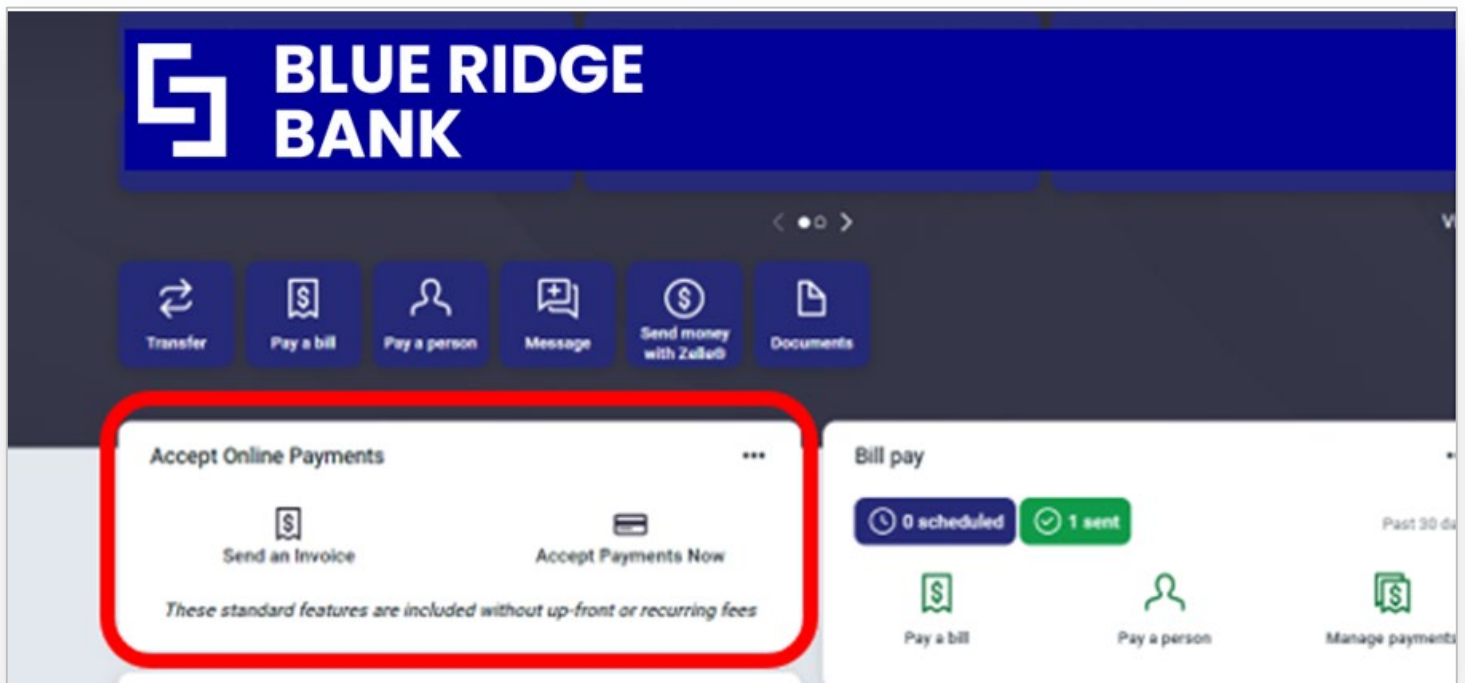 BLUE RIDGE
BANK
Transfer
Pay a bill
Pay a person
Message
Send money
with Zelle®
Documents
Accept Online Payments
Send an Invoice
Accept Payments Now
These standard features are included without up-front or recurring fees
Bill pay
0 scheduled
1 sent
Past 30
Pay a bill
Pay a person
Manage payments